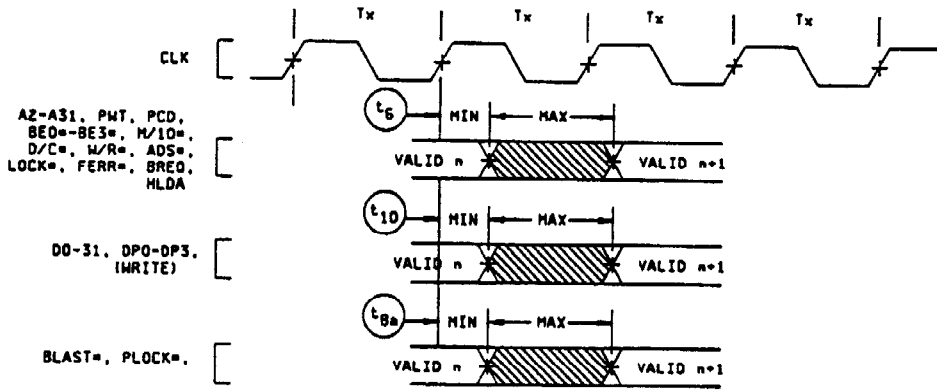 Tx Tx Tx Tx
CLK
t6 MIN MAX
A2-A31, PWT, PCD,
BE0=-BE3=, M/IO=,
D/C=, W/R=, ADS=,
LOCK=, FERR=, BREQ,
HLDA
VALID n VALID n+1
t10 MIN MAX
D0-31, DP0-DP3,
(WRITE)
VALID n VALID n+1
t8a MIN MAX
BLAST=, PLOCK=,
VALID n VALID n+1